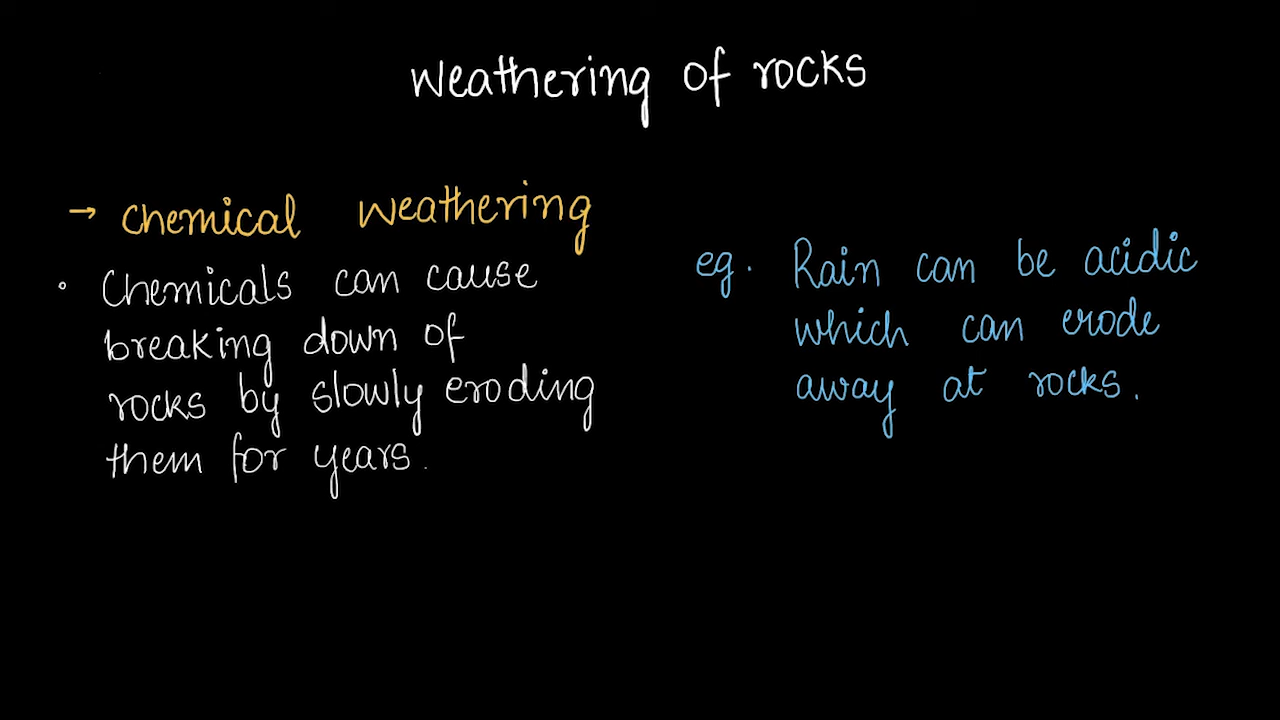 Weathering of rocks
→ Chemical Weathering
• Chemicals can cause
breaking down of
rocks by slowly eroding
them for years.
eg. Rain can be acidic
which can erode
away at rocks.